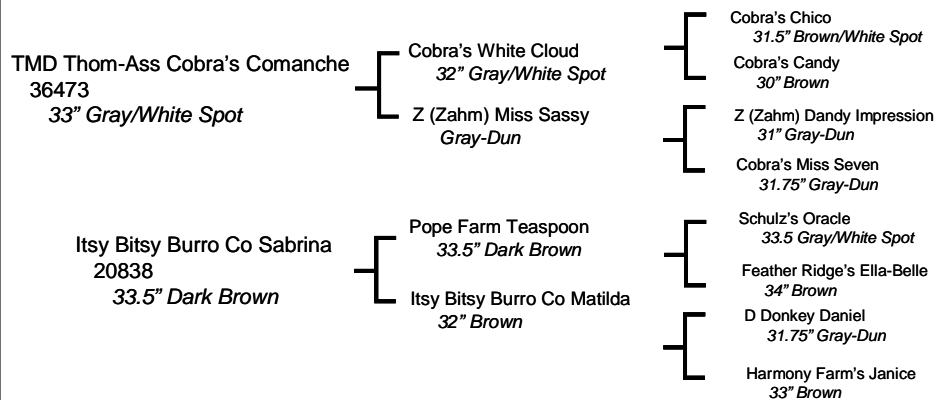 TMD Thom-Ass Cobra's Comanche
36473
33” Gray/White Spot
Cobra's White Cloud
32” Gray/White Spot
Z (Zahm) Miss Sassy
Gray-Dun
Cobra's Chico
31.5” Brown/White Spot
Cobra's Candy
30” Brown
Z (Zahm) Dandy Impression
31” Gray-Dun
Cobra's Miss Seven
31.75” Gray-Dun
Itsy Bitsy Burro Co Sabrina
20838
33.5” Dark Brown
Pope Farm Teaspoon
33.5” Dark Brown
Itsy Bitsy Burro Co Matilda
32” Brown
Schulz's Oracle
33.5 Gray/White Spot
Feather Ridge's Ella-Belle
34” Brown
D Donkey Daniel
31.75” Gray-Dun
Harmony Farm's Janice
33” Brown